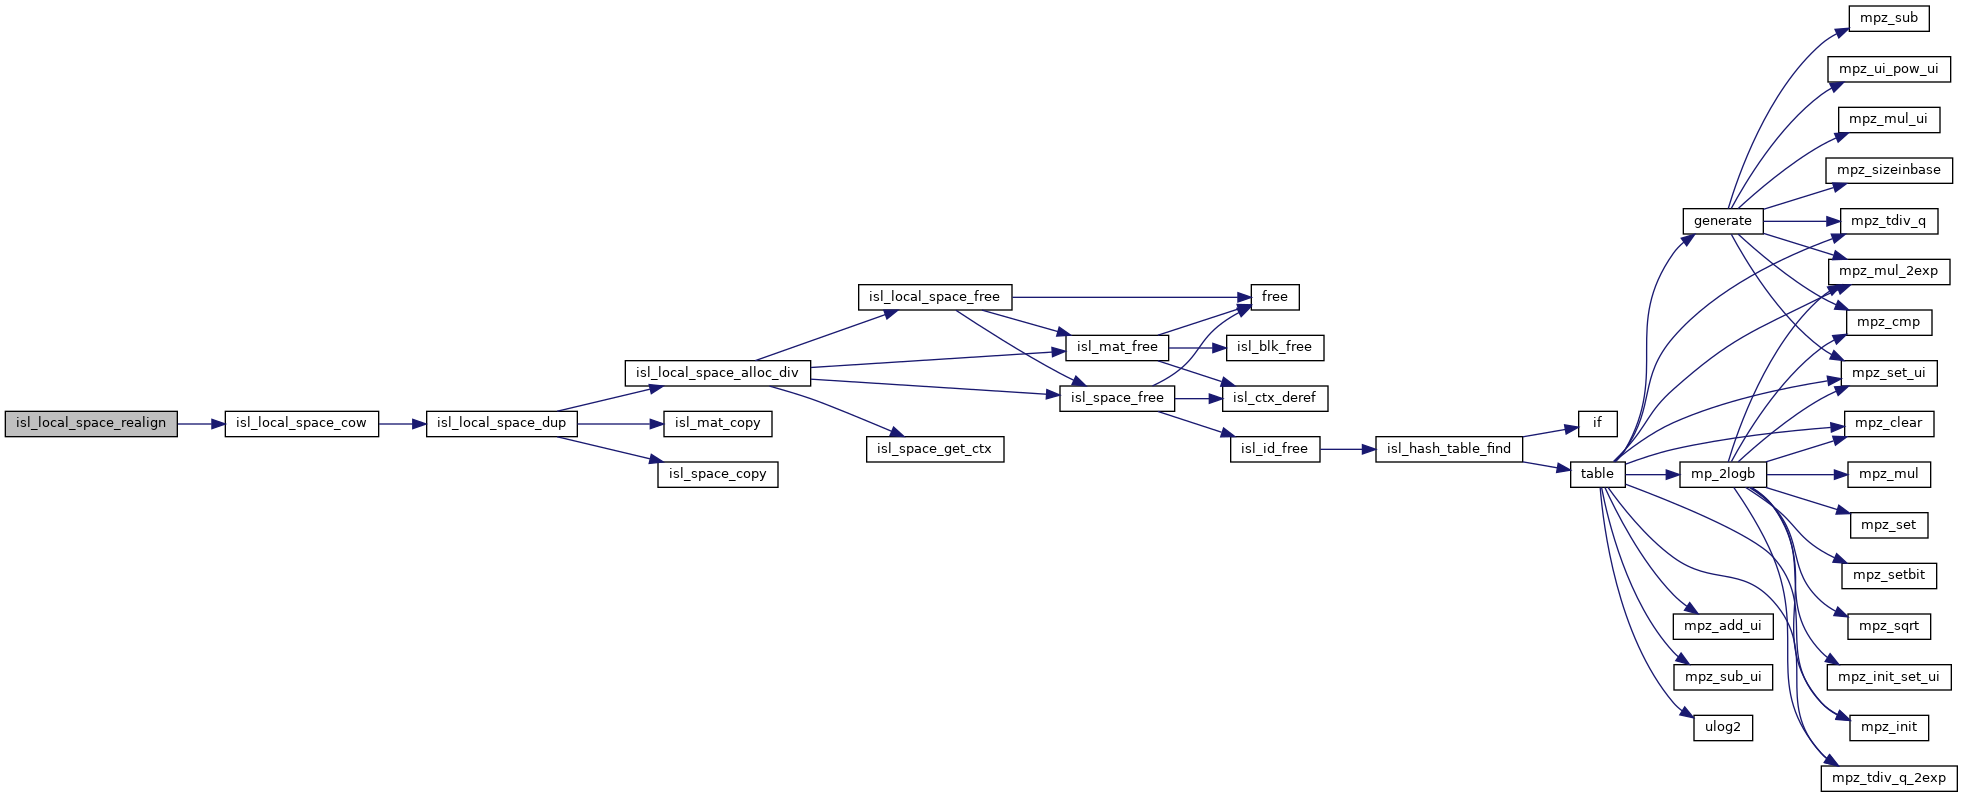 isl_local_space_realign
isl_local_space_cow
isl_local_space_dup
isl_local_space_alloc_div
isl_mat_copy
isl_space_copy
isl_local_space_free
isl_space_get_ctx
isl_mat_free
isl_space_free
free
isl_blk_free
isl_ctx_deref
isl_id_free
isl_hash_table_find
if
table
generate
mp_2logb
mpz_add_ui
mpz_sub_ui
ulog2
mpz_sub
mpz_ui_pow_ui
mpz_mul_ui
mpz_sizeinbase
mpz_tdiv_q
mpz_mul_2exp
mpz_cmp
mpz_set_ui
mpz_clear
mpz_mul
mpz_set
mpz_setbit
mpz_sqrt
mpz_init_set_ui
mpz_init
mpz_tdiv_q_2exp